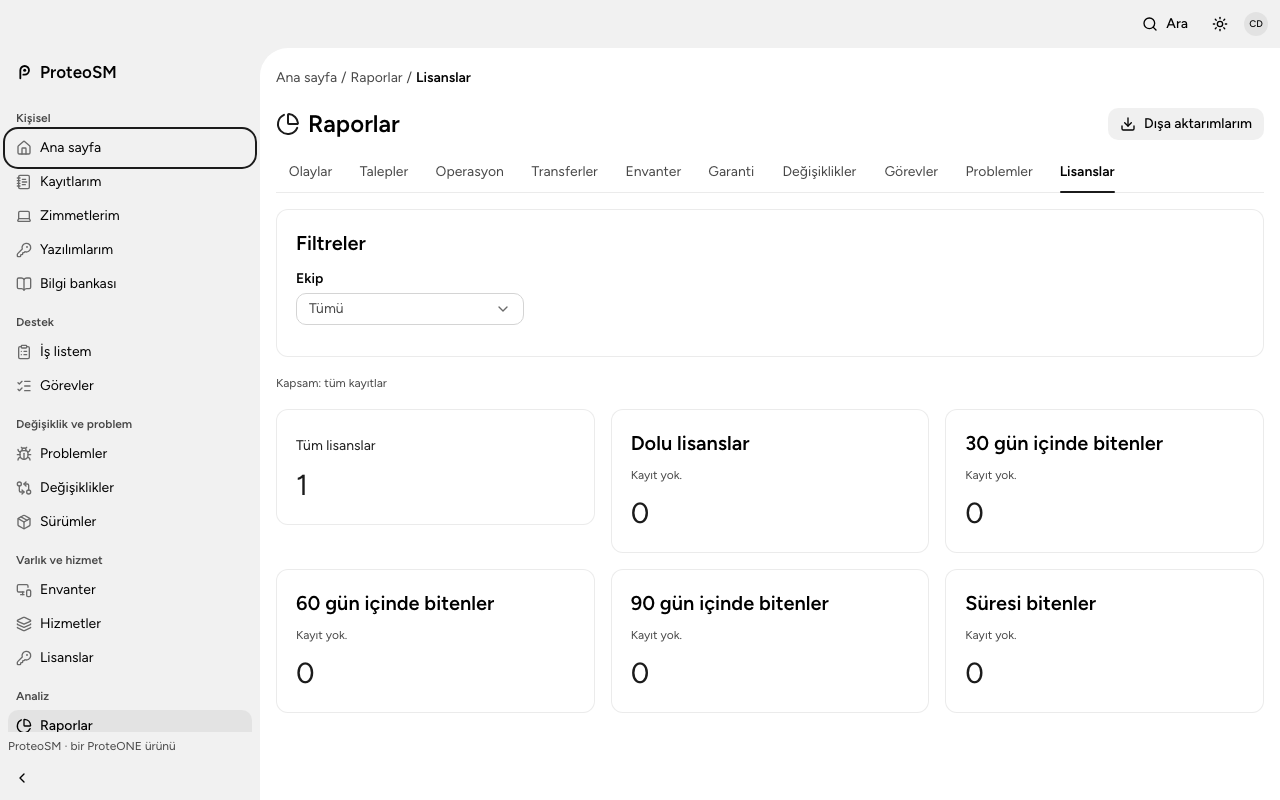 Ara
CD
ProteoSM
Kişisel
Ana sayfa
Kayıtlarım
Zimmetlerim
Yazılımlarım
Bilgi bankası
Destek
İş listem
Görevler
Değişiklik ve problem
Problemler
Değişiklikler
Sürümler
Varlık ve hizmet
Envanter
Hizmetler
Lisanslar
Analiz
Raporlar
ProteoSM · bir ProteONE ürünü
Ana sayfa / Raporlar / Lisanslar
Raporlar
Dışa aktarımlarım
Olaylar Talepler Operasyon Transferler Envanter Garanti Değişiklikler Görevler Problemler Lisanslar
Filtreler
Ekip
Tümü
Kapsam: tüm kayıtlar
Tüm lisanslar
1
Dolu lisanslar
Kayıt yok.
0
30 gün içinde bitenler
Kayıt yok.
0
60 gün içinde bitenler
Kayıt yok.
0
90 gün içinde bitenler
Kayıt yok.
0
Süresi bitenler
Kayıt yok.
0